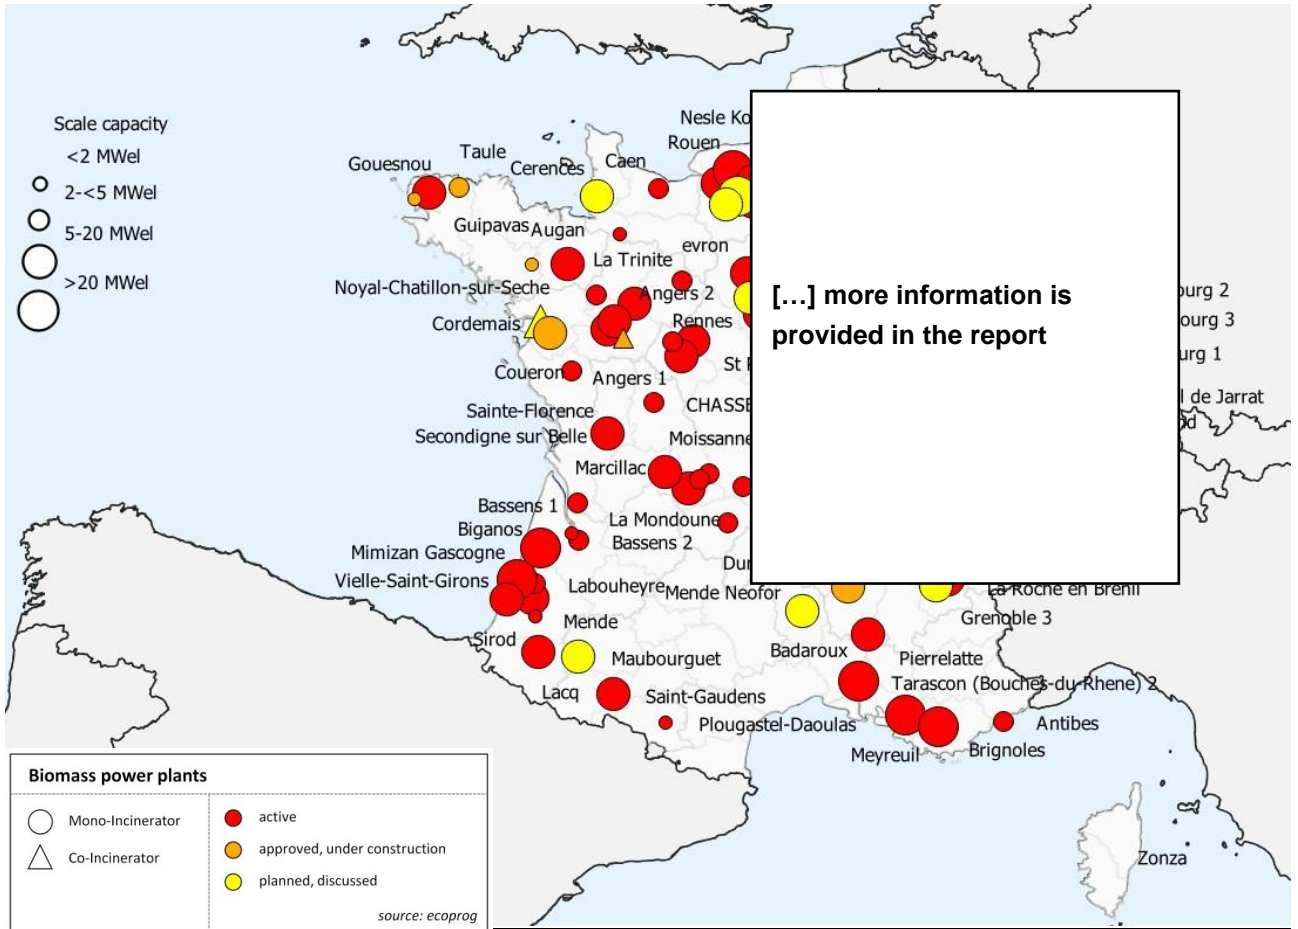 Scale capacity
<2 MWel
2-<5 MWel
5-20 MWel
>20 MWel
Nesle Ko
Rouen
Gouesnou
Taule
Cerences
Caen
Guipavas
Augan
evron
La Trinite
Noyal-Chatillon-sur-Seche
Angers 2
Cordemais
Rennes
Coueron
Angers 1
St
Sainte-Florence
CHASSE
Secondigne sur Belle
Moissanne
Marcillac
Bassens 1
Biganos
La Mondoune
Mimizan Gascogne
Bassens 2
Vielle-Saint-Girons
Labouheyre
Mende Neofor
Mende
Sirod
Maubourguet
Lacq
Saint-Gaudens
Plougastel-Daoulas
[...] more information is
provided in the report
urg 2
ourg 3
urg 1
l de Jarrat
La Roche en Brenil
Grenoble 3
Badaroux
Pierrelatte
Tarascon (Bouches-du-Rhene) 2
Antibes
Meyreuil
Brignoles
Zonza
Biomass power plants
Mono-Incinerator
Co-Incinerator
active
approved, under construction
planned, discussed
source: ecoprog